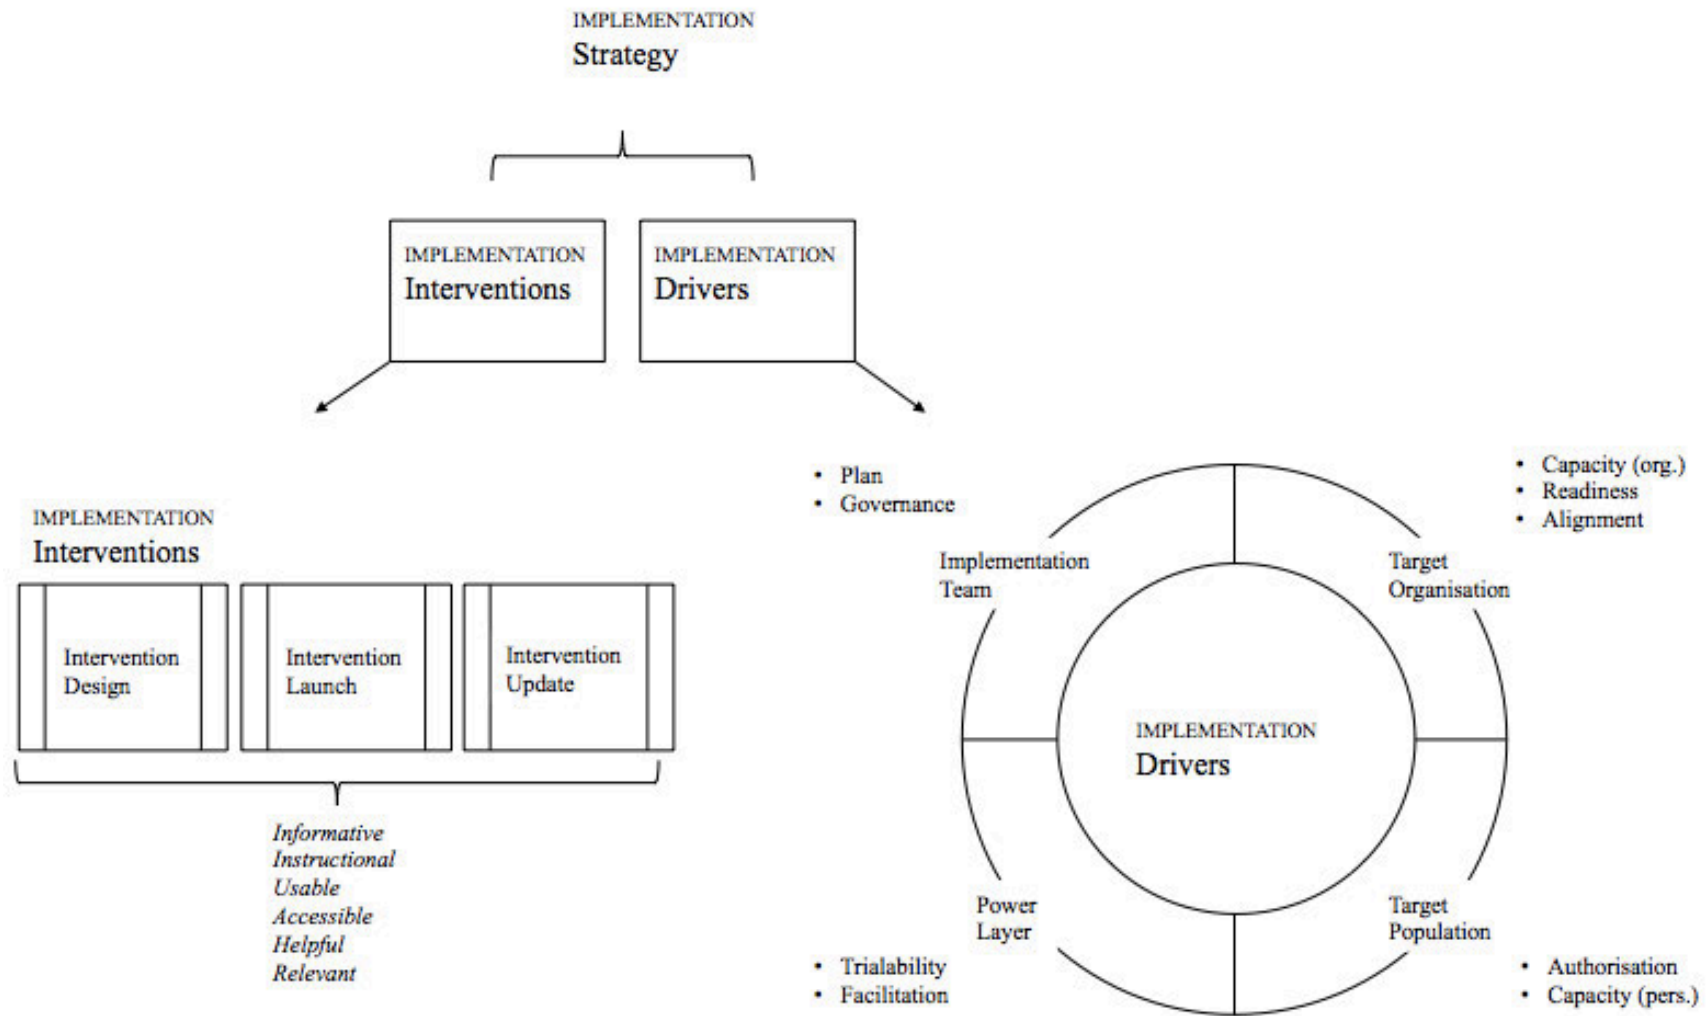 IMPLEMENTATION
Strategy
IMPLEMENTATION
Interventions
IMPLEMENTATION
Drivers
IMPLEMENTATION
Interventions
Intervention
Design
Intervention
Launch
Intervention
Update
Informative
Instructional
Usable
Accessible
Helpful
Relevant
• Plan
• Governance
Implementation
Team
• Capacity (org.)
• Readiness
• Alignment
Target
Organisation
IMPLEMENTATION
Drivers
Power
Layer
• Trialability
• Facilitation
Target
Population
• Authorisation
• Capacity (pers.)